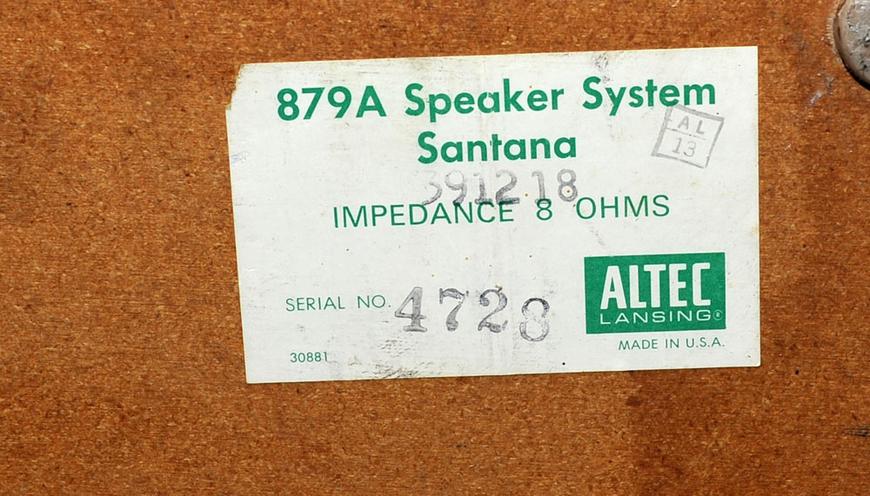 879A Speaker System
Santana
AL
13
391218
IMPEDANCE 8 OHMS
SERIAL NO. 4728
ALTEC
LANSING®
30881
MADE IN U.S.A.